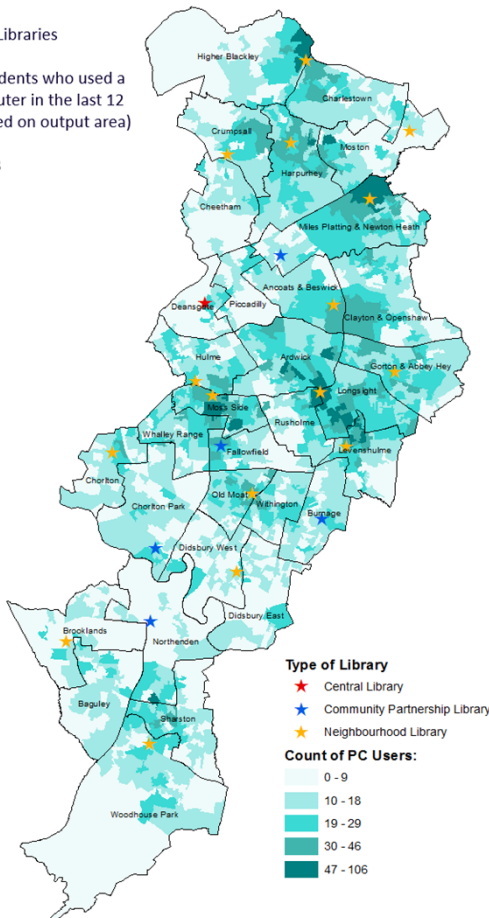 Libraries
dents who used a
uter in the last 12
ed on output area)
Higher Blackley
Charlestown
Crumpsall
Moston
Harpurhey
Cheetham
Miles Platting & Newton Heath
Ancoats & Beswick
Deansgate
Piccadilly
Clayton & Openshaw
Hulme
Ardwick
Gorton & Abbey Hey
Longsight
Moss Side
Rusholme
Whalley Range
Fallowfield
Levenshulme
Chorlton
Old Moat
Withington
Chorlton Park
Burnage
Didsbury West
Didsbury East
Brooklands
Northenden
Baguley
Sharston
Woodhouse Park
Type of Library
Central Library
Community Partnership Library
Neighbourhood Library
Count of PC Users:
0 - 9
10 - 18
19 - 29
30 - 46
47 - 106